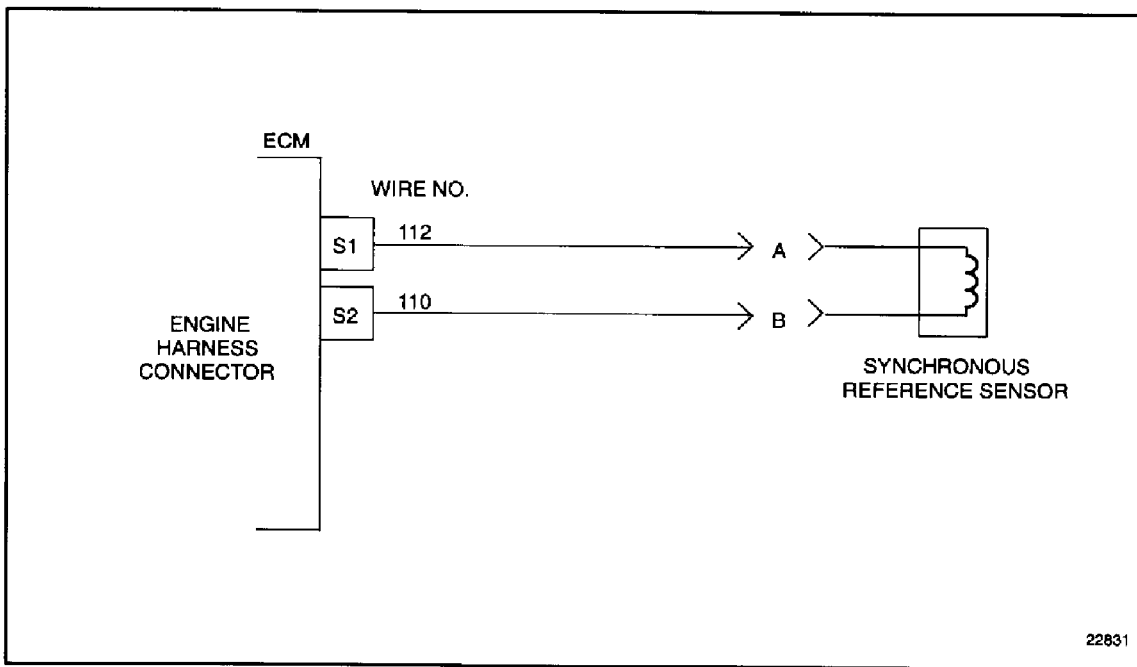 ECM
WIRE NO.
S1
112
A
S2
110
B
ENGINE
HARNESS
CONNECTOR
SYNCHRONOUS
REFERENCE SENSOR
22831